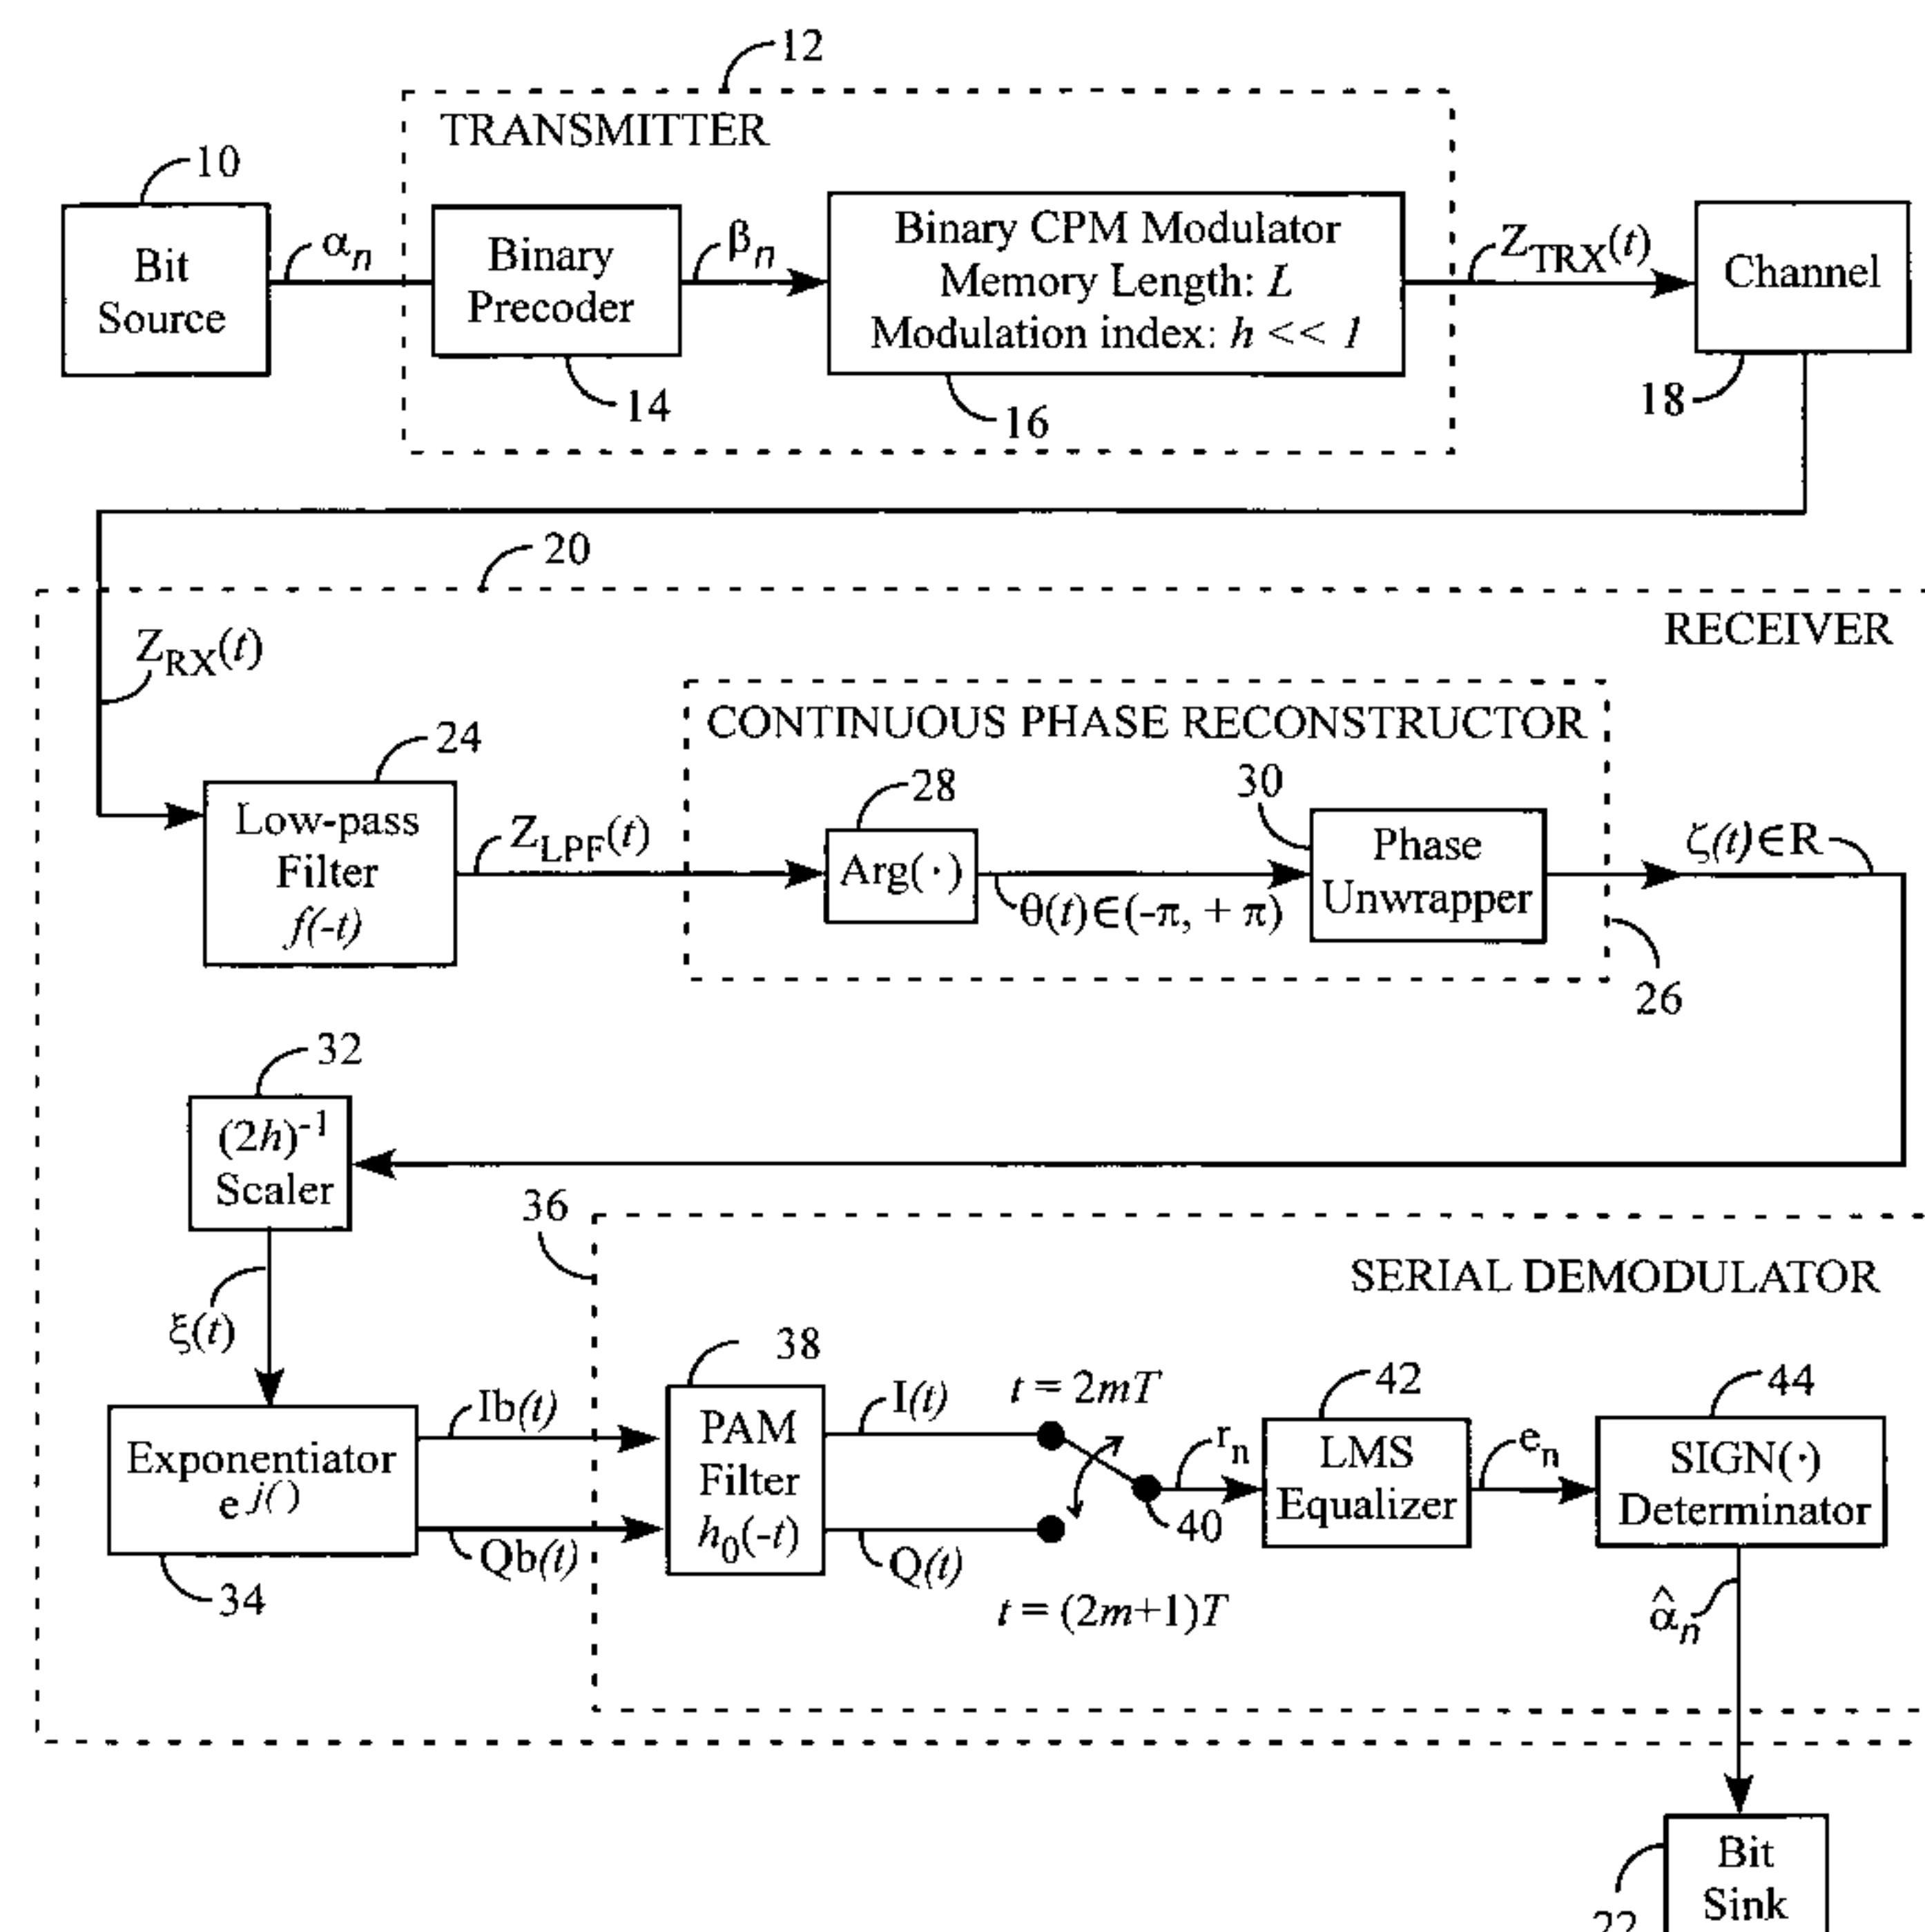 12
TRANSMITTER
10
Bit
Source
αn
Binary
Precoder
14
βn
Binary CPM Modulator
Memory Length: L
Modulation index: h << 1
16
ZTRX(t)
Channel
18
20
RECEIVER
ZRX(t)
24
Low-pass
Filter
f(-t)
ZLPF(t)
CONTINUOUS PHASE RECONSTRUCTOR
28
Arg(·)
θ(t)∈(-π, + π)
30
Phase
Unwrapper
ζ(t)∈R
26
32
(2h)-1
Scaler
ξ(t)
36
SERIAL DEMODULATOR
Exponentiator
e j( )
34
Ib(t)
Qb(t)
38
PAM
Filter
h0(-t)
I(t)
Q(t)
t = 2mT
t = (2m+1)T
rn
40
42
LMS
Equalizer
en
44
SIGN(·)
Determinator
α̂n
Bit
Sink
22